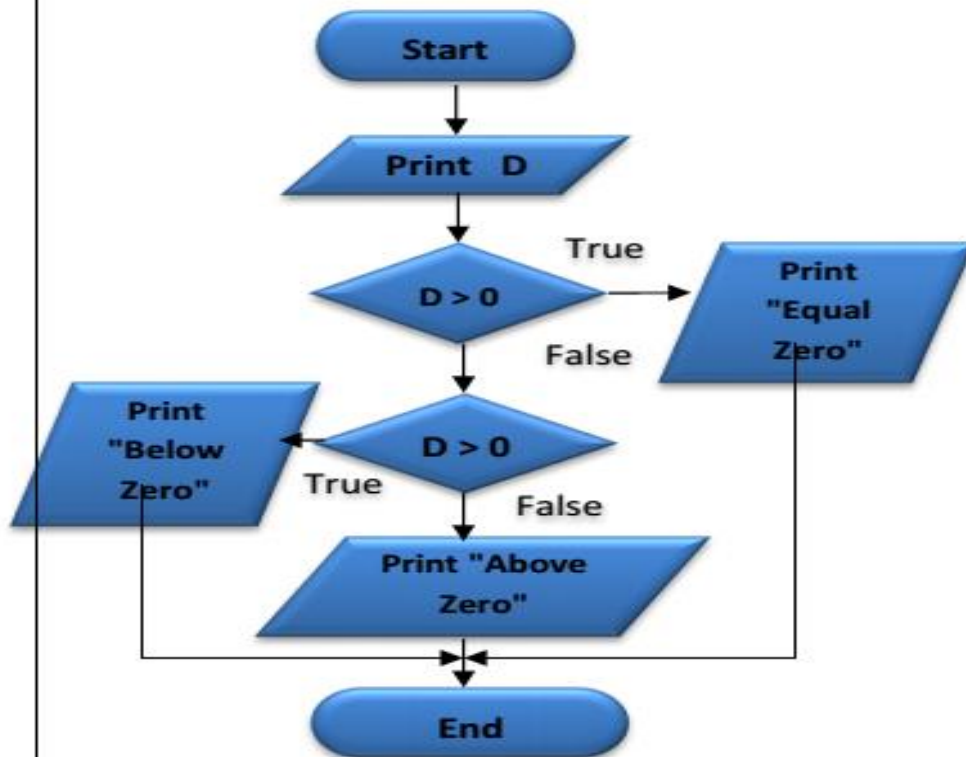 Start
Print D
D > 0
True
Print
"Equal
Zero"
False
D > 0
True
Print
"Below
Zero"
False
Print "Above
Zero"
End